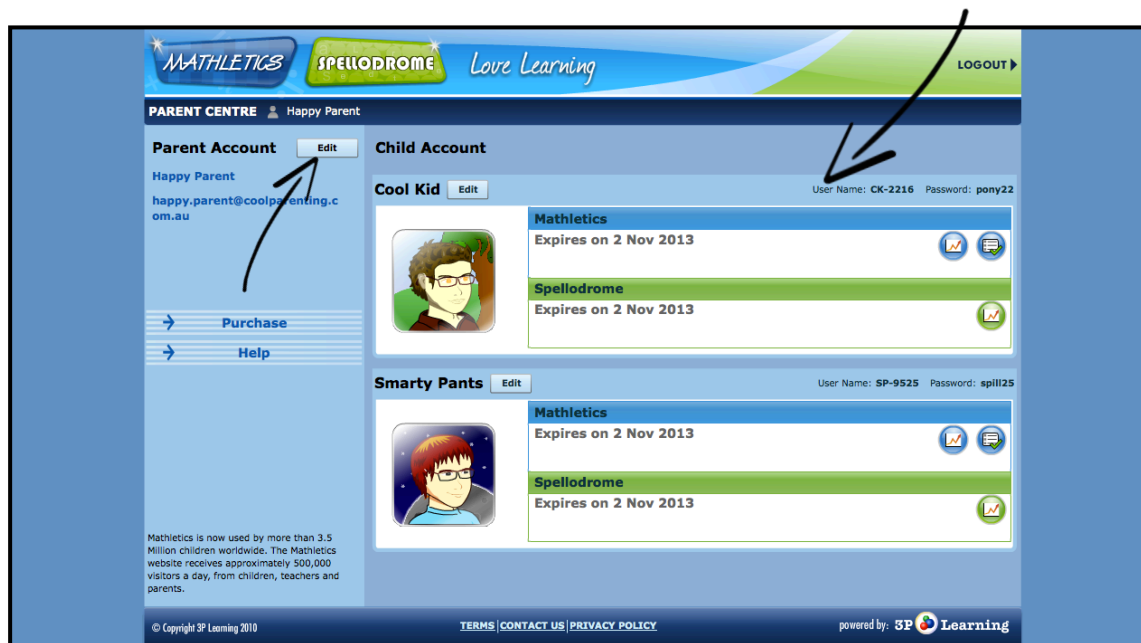 MATHLETICS SPELLODROME Love Learning
LOGOUT
PARENT CENTRE Happy Parent
Parent Account Edit
Happy Parent
happy.parent@coolparenting.c
om.au
Purchase
Help
Mathletics is now used by more than 3.5
Million children worldwide. The Mathletics
website receives approximately 500,000
visitors a day, from children, teachers and
parents.
Child Account
Cool Kid Edit User Name: CK-2216 Password: pony22
Mathletics
Expires on 2 Nov 2013
Spellodrome
Expires on 2 Nov 2013
Smarty Pants Edit User Name: SP-9525 Password: spill25
Mathletics
Expires on 2 Nov 2013
Spellodrome
Expires on 2 Nov 2013
© Copyright 3P Learning 2010 TERMS|CONTACT US|PRIVACY POLICY powered by: 3P Learning